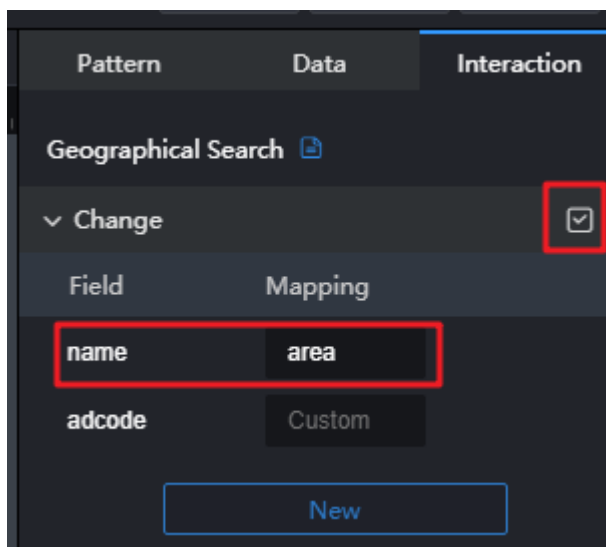 Pattern Data Interaction
Geographical Search
Change
Field Mapping
name area
adcode Custom
New